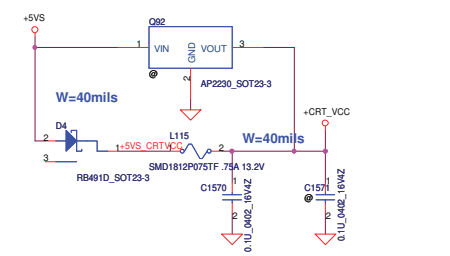 +5VS
Q92
1
VIN
VOUT
3
GND
2
@
AP2230_SOT23-3
W=40mils
+CRT_VCC
D4
2
3
1
+5VS_CRTVCC
1
L115
2
W=40mils
RB491D_SOT23-3
SMD1812P075TF .75A 13.2V
C1570
1
2
0.1U_0402_16V4Z
C1571
@
1
2
0.1U_0402_16V4Z